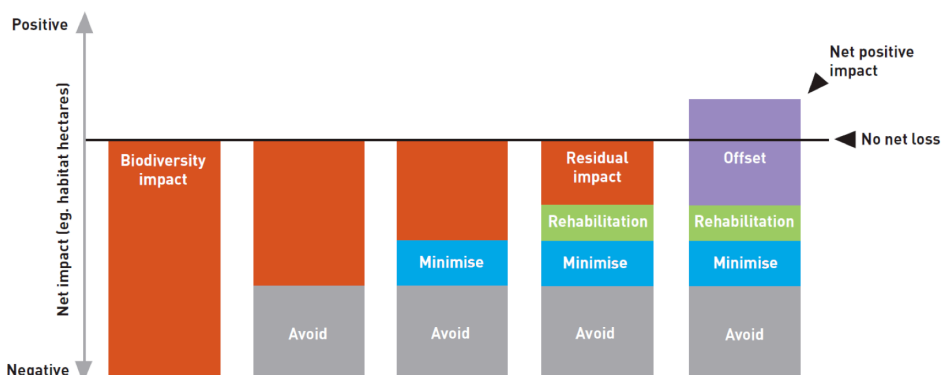 Positive
Net positive
impact
Net impact (eg. habitat hectares)
No net loss
Biodiversity
impact
Residual
impact
Offset
Rehabilitation
Rehabilitation
Minimise
Minimise
Minimise
Avoid
Avoid
Avoid
Avoid
Negative